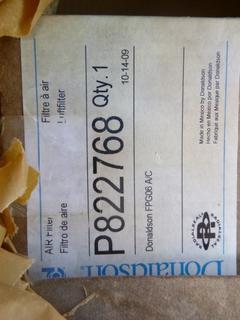 Donaldson
AIR Filter
Filtro de aire
Filtre à air
Luftfilter
P822768 Qty. 1
10-14-09
Donaldson FPG06 A/C
Made in Mexico by Donaldson
Hecho en México por Donaldson
Fabriqué aux Mexique par Donaldson